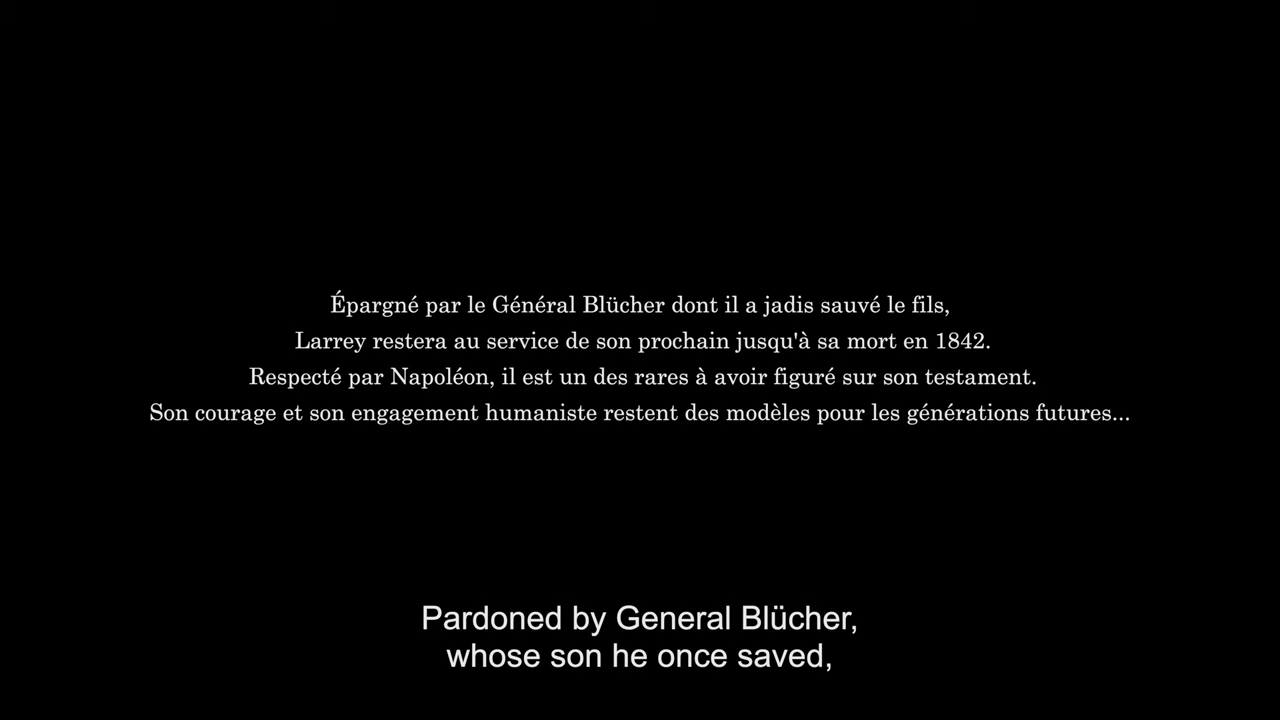 Épargné par le Général Blücher dont il a jadis sauvé le fils,
Larrey restera au service de son prochain jusqu'à sa mort en 1842.
Respecté par Napoléon, il est un des rares à avoir figuré sur son testament.
Son courage et son engagement humaniste restent des modèles pour les générations futures...
Pardoned by General Blücher,
whose son he once saved,